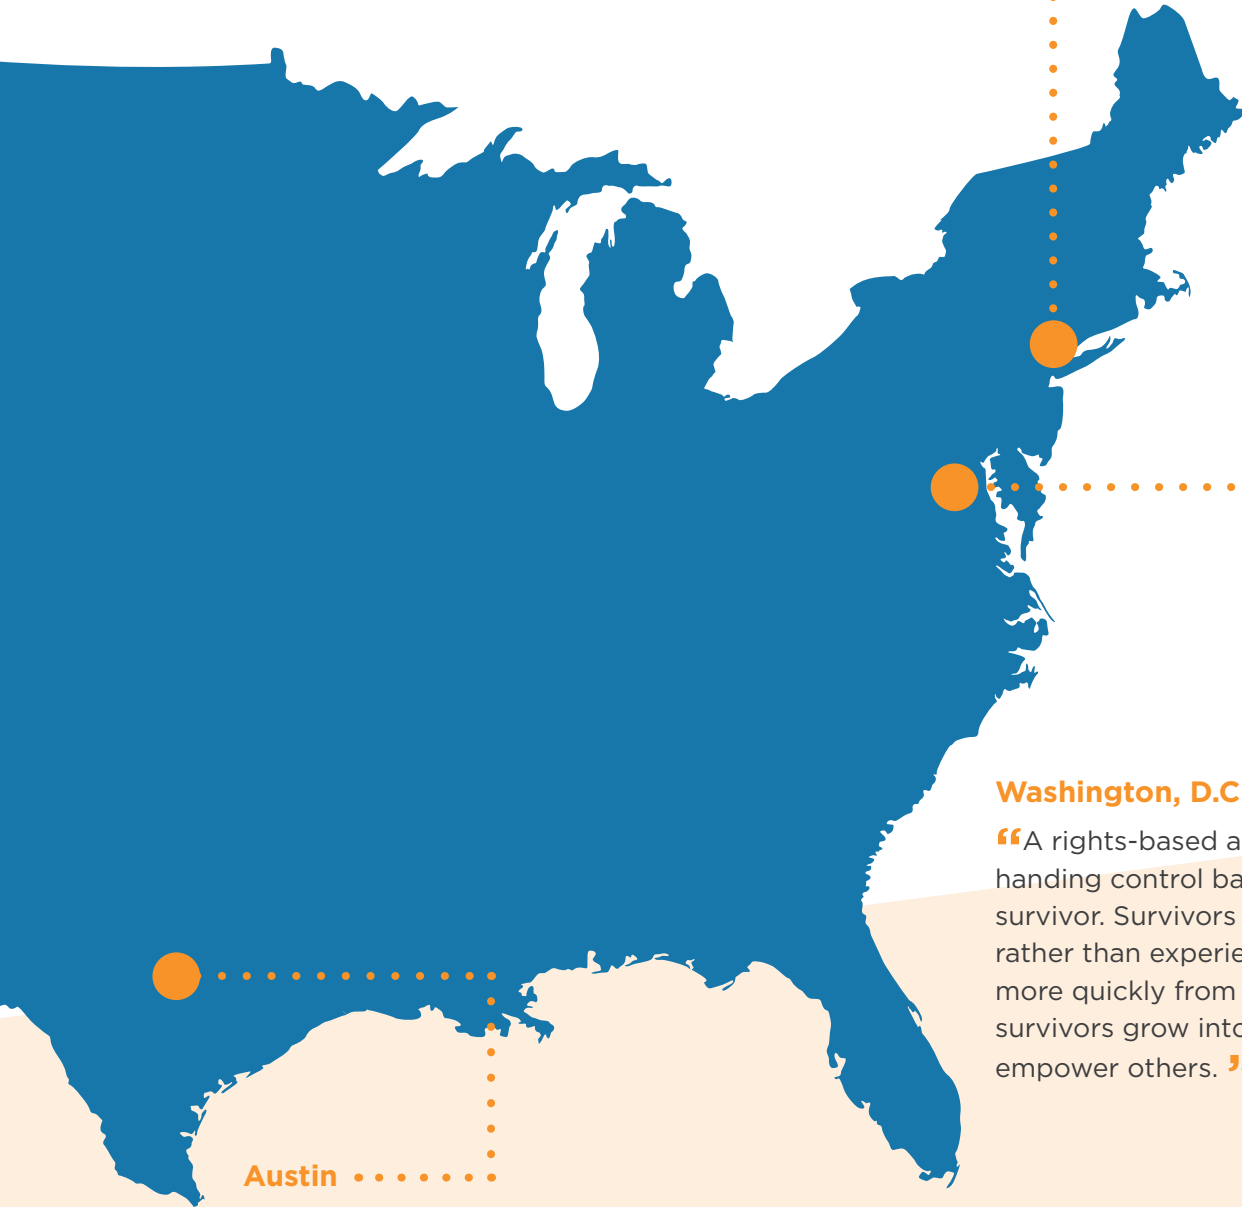 Washington, D.C
“A rights-based a
handing control ba
survivor. Survivors
rather than experie
more quickly from
survivors grow into
empower others. ”
Austin